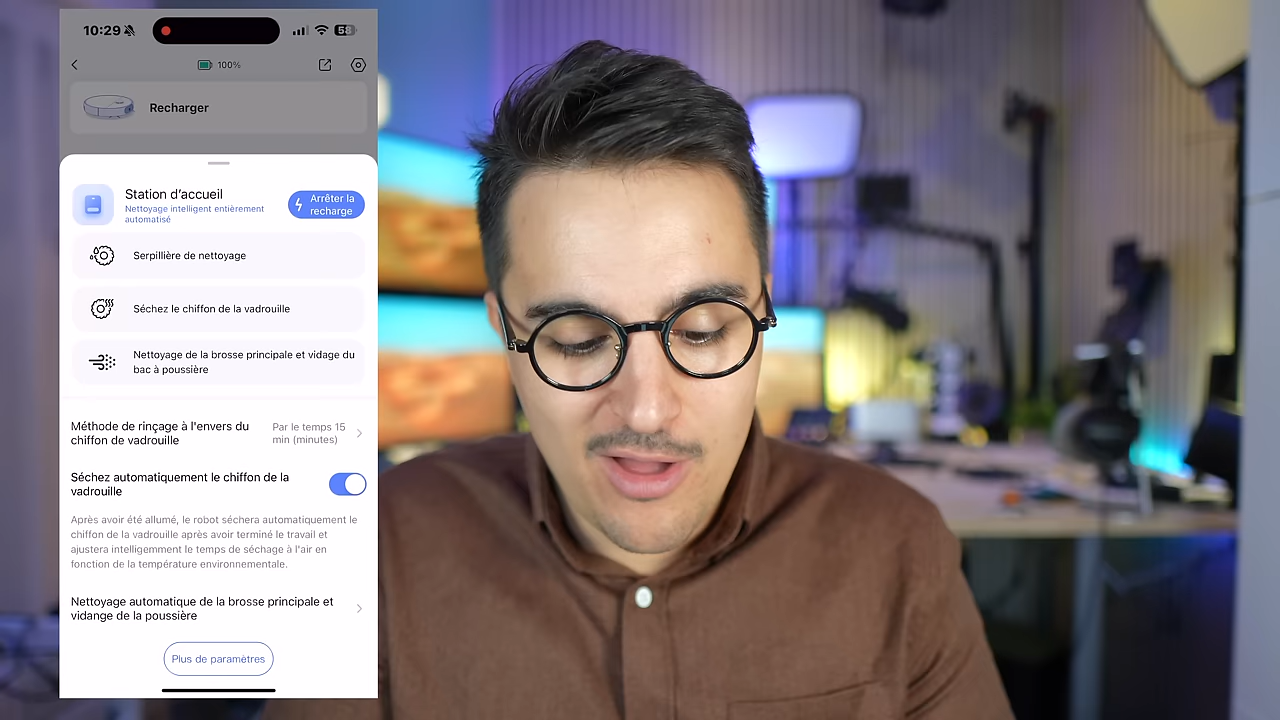 10:29
58
100%
Recharger
Station d'accueil
Nettoyage intelligent entièrement
automatisé
Arrêter la
recharge
Serpillière de nettoyage
Séchez le chiffon de la vadrouille
Nettoyage de la brosse principale et vidage du
bac à poussière
Méthode de rinçage à l'envers du
chiffon de vadrouille
Par le temps 15
min (minutes)
Séchez automatiquement le chiffon de la
vadrouille
Après avoir été allumé, le robot séchera automatiquement le
chiffon de la vadrouille après avoir terminé le travail et
ajustera intelligemment le temps de séchage à l'air en
fonction de la température environnementale.
Nettoyage automatique de la brosse principale et
vidange de la poussière
Plus de paramètres